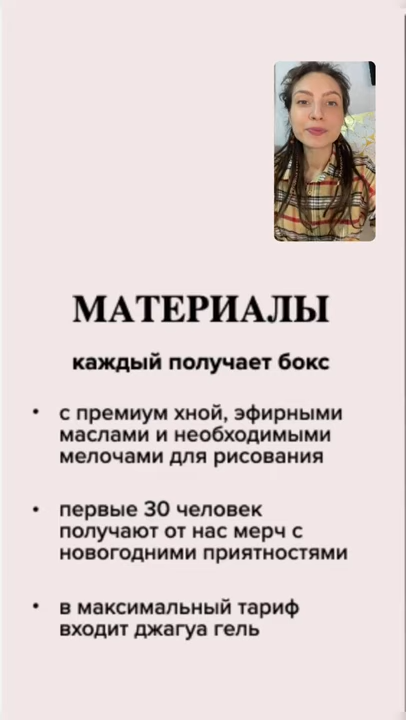 МАТЕРИАЛЫ
каждый получает бокс
• с премиум хной, эфирными
маслами и необходимыми
мелочами для рисования
• первые 30 человек
получают от нас мерч с
новогодними приятностями
• в максимальный тариф
входит джагуа гель